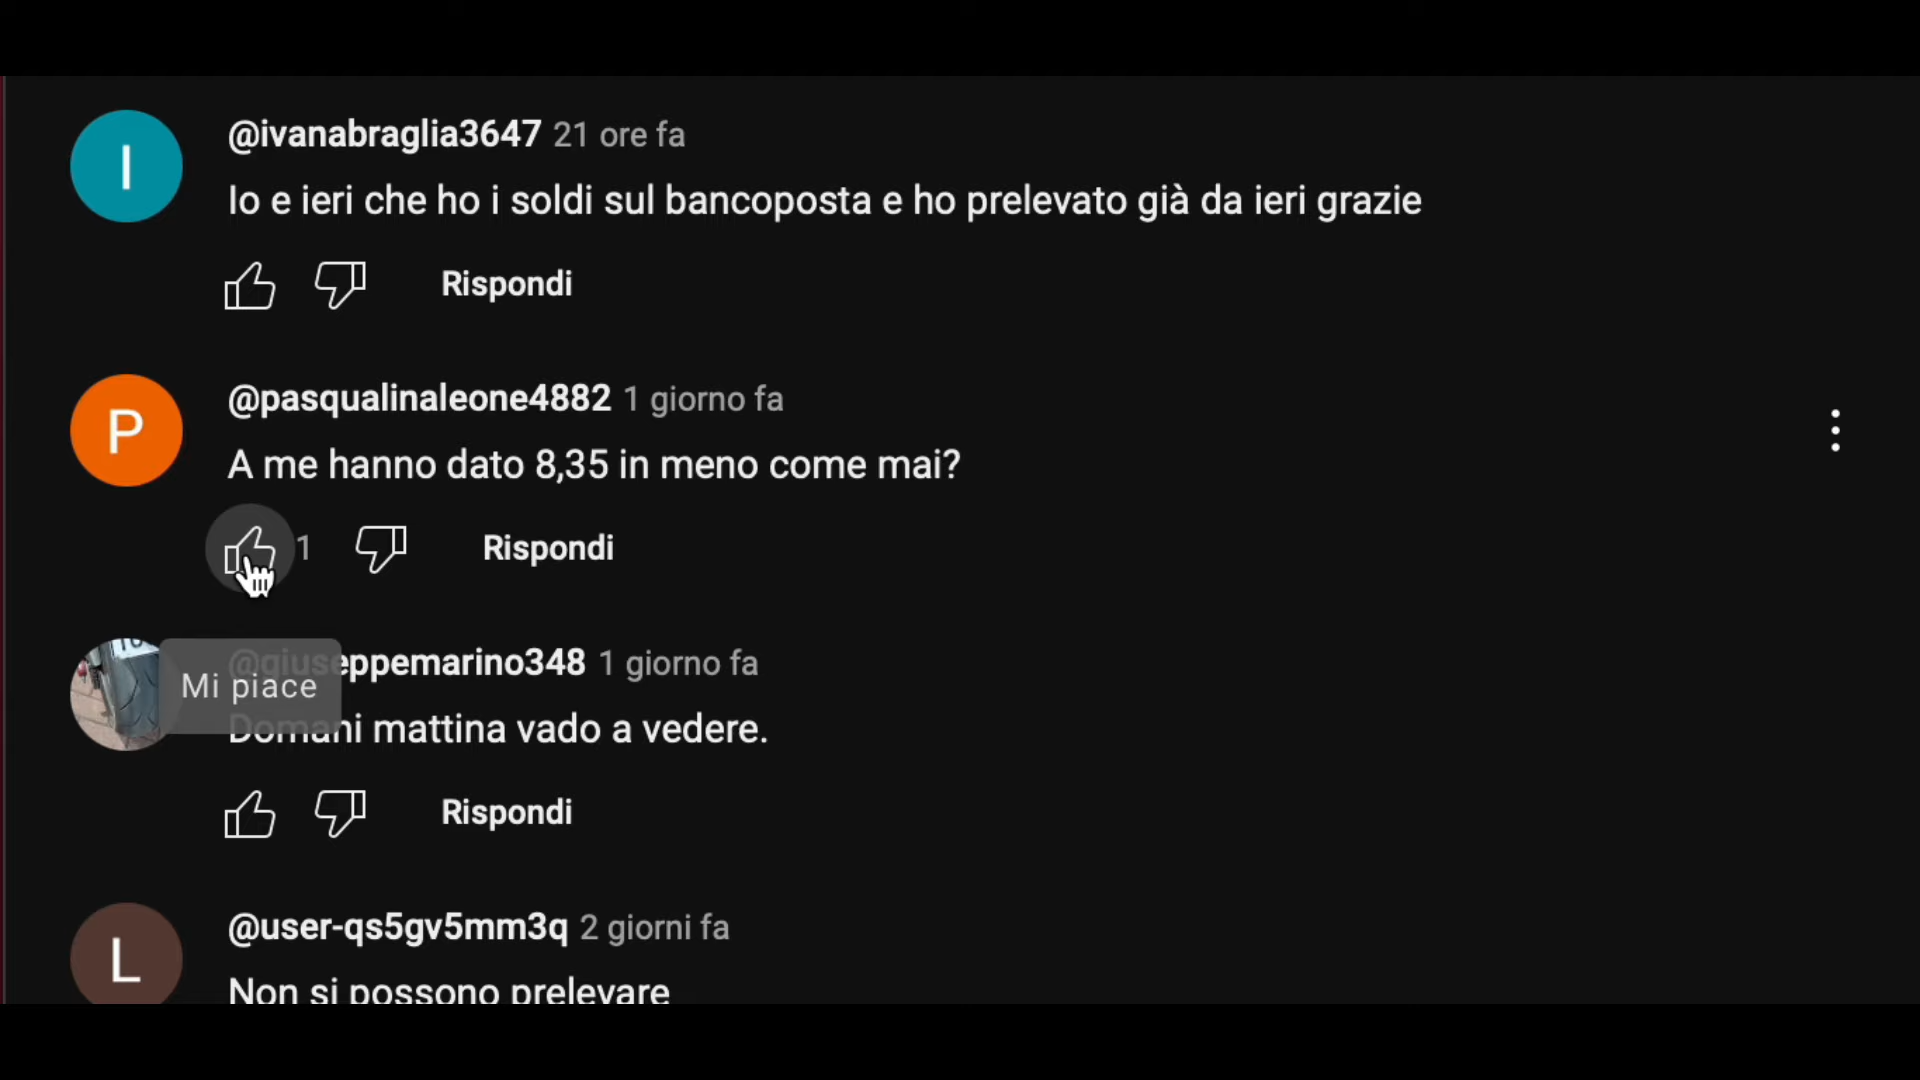 I
@ivanabraglia3647 21 ore fa
Io e ieri che ho i soldi sul bancoposta e ho prelevato già da ieri grazie
Rispondi
P
@pasqualinaleone4882 1 giorno fa
A me hanno dato 8,35 in meno come mai?
1 Rispondi
@giuseppemarino348 1 giorno fa
Mi piace
Domani mattina vado a vedere.
Rispondi
L
@user-qs5gv5mm3q 2 giorni fa
Non si possono prelevare